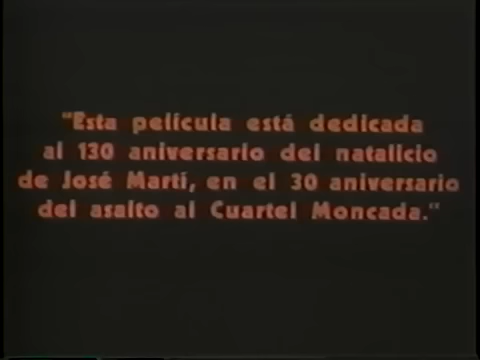 "Esta película está dedicada
al 130 aniversario del natalicio
de José Martí, en el 30 aniversario
del asalto al Cuartel Moncada."